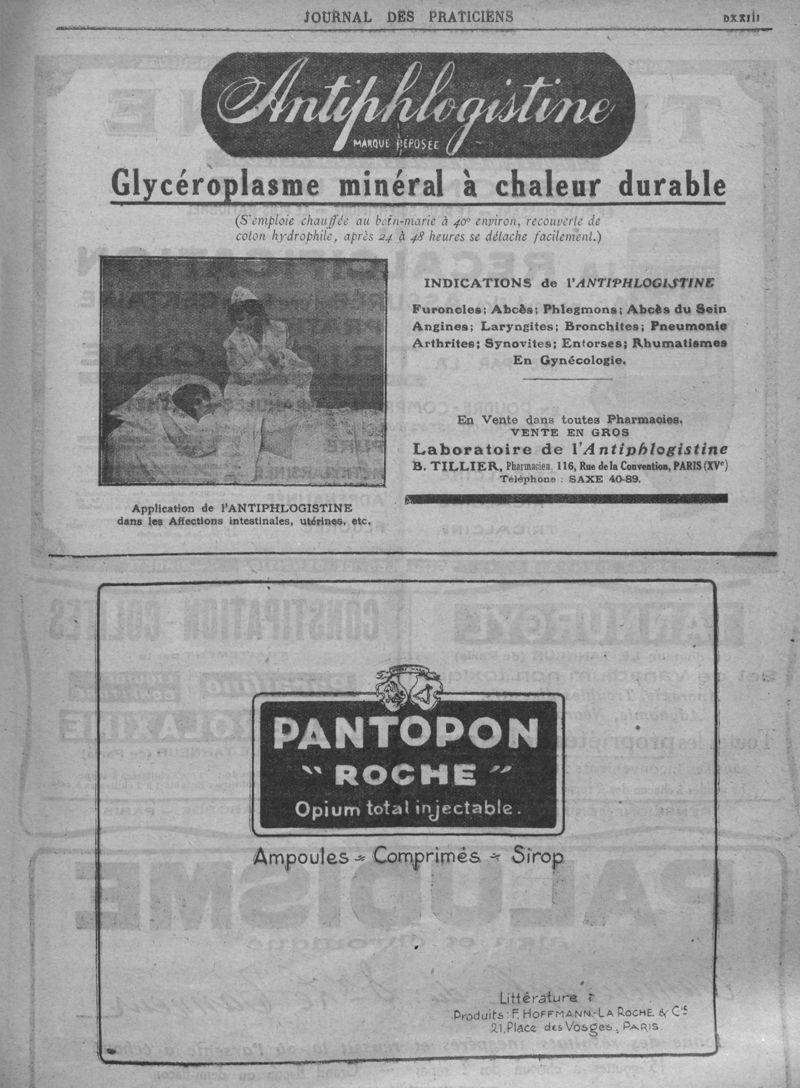 JOURNAL DES PRATICIENS
DXXIII
Antiphlogistine
MARQUE DÉPOSÉE
Glycéroplasme minéral à chaleur durable
(S'emploie chauffée au bain-marie à 40° environ, recouverte de
coton hydrophile, après 24 à 48 heures se détache facilement.)
INDICATIONS de l'ANTIPHLOGISTINE
Furoncles; Abcès; Phlegmons; Abcès du Sein
Angines; Laryngites; Bronchites; Pneumonie
Arthrites; Synovites; Entorses; Rhumatismes
En Gynécologie.
En Vente dans toutes Pharmacies.
VENTE EN GROS
Laboratoire de l'Antiphlogistine
B. TILLIER, Pharmacien, 116, Rue de la Convention, PARIS (XVe)
Téléphone : SAXE 40-89.
Application de l'ANTIPHLOGISTINE
dans les Affections intestinales, utérines, etc.
PANTOPON
"ROCHE"
Opium total injectable.
Ampoules - Comprimés - Sirop
Littérature :
Produits: F. HOFFMANN-LA ROCHE & Cie
21, Place des Vosges, PARIS.